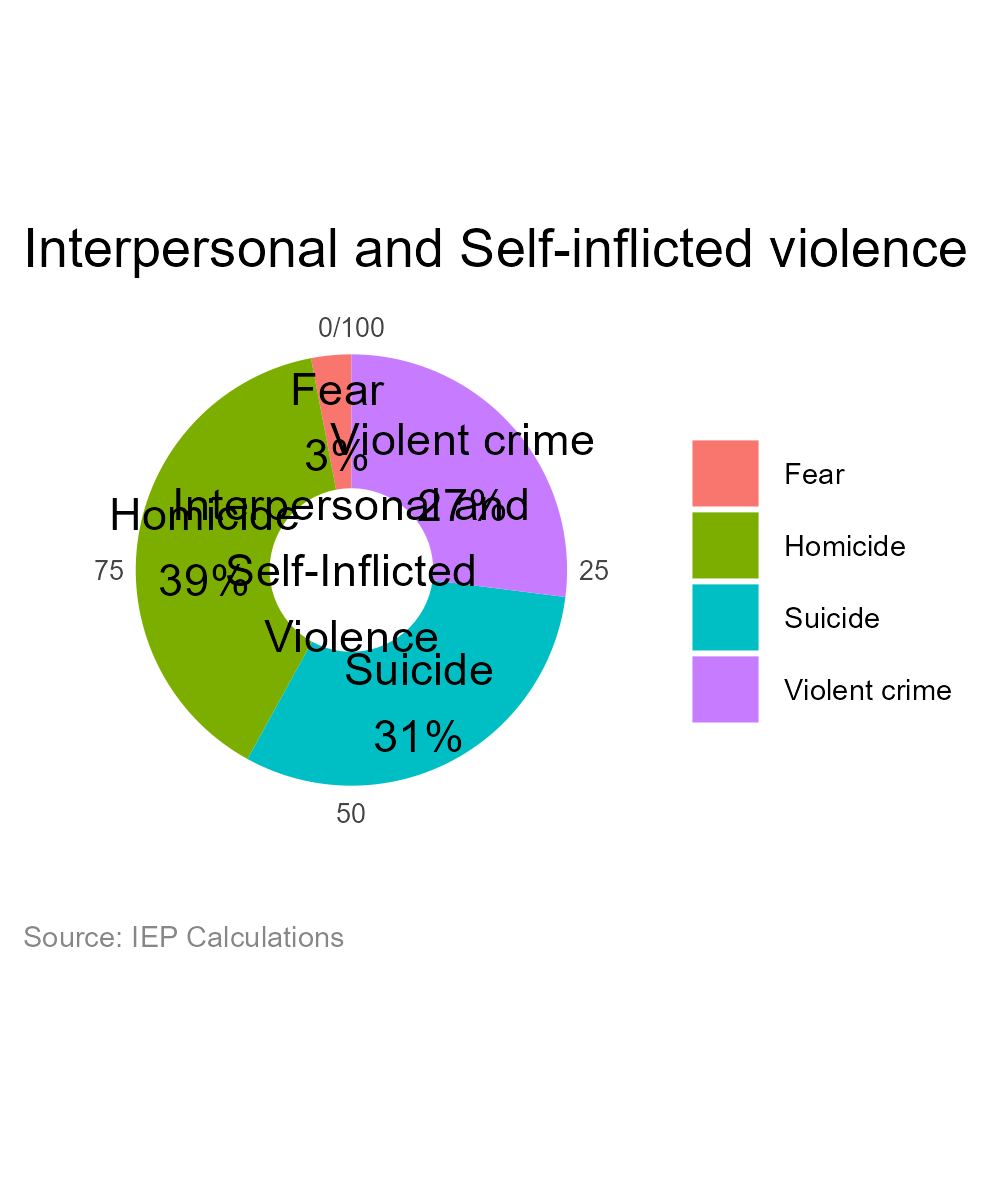 Interpersonal and Self-inflicted violence
0/100
Fear
3%
Violent crime
27%
Interpersonal and
Self-Inflicted
Violence
Homicide
39%
75
25
Suicide
31%
50
Fear
Homicide
Suicide
Violent crime
Source: IEP Calculations